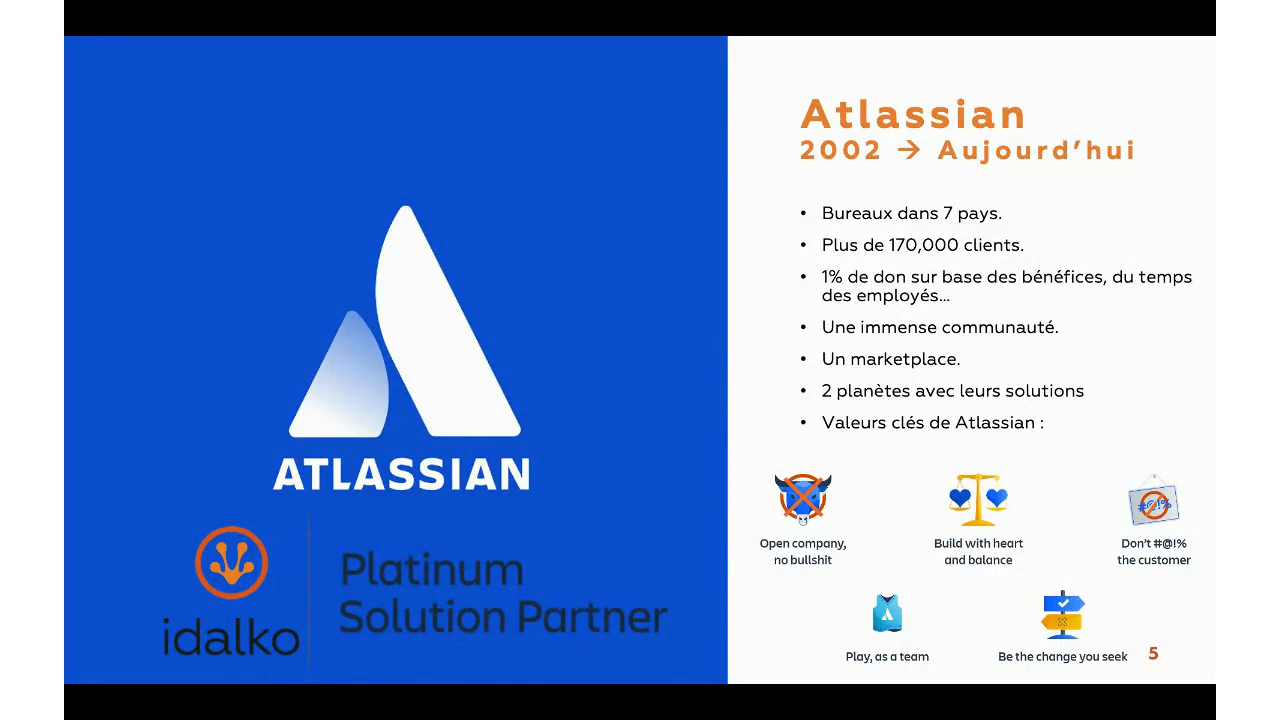 ATLASSIAN
idalko
Platinum
Solution Partner
Atlassian
2002 → Aujourd’hui
• Bureaux dans 7 pays.
• Plus de 170,000 clients.
• 1% de don sur base des bénéfices, du temps
des employés…
• Une immense communauté.
• Un marketplace.
• 2 planètes avec leurs solutions
• Valeurs clés de Atlassian :
#@!%
Open company,
no bullshit
Build with heart
and balance
Don’t #@!%
the customer
Play, as a team
Be the change you seek
5